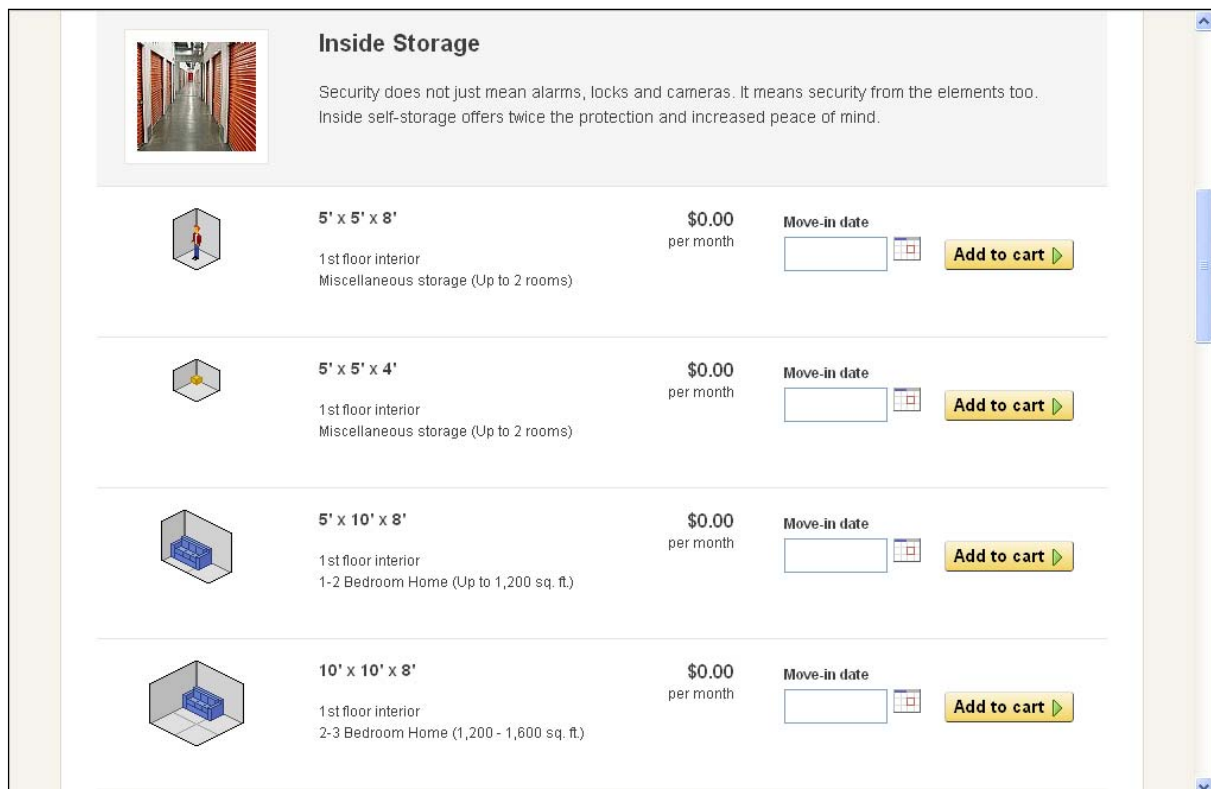 Inside Storage
Security does not just mean alarms, locks and cameras. It means security from the elements too.
Inside self-storage offers twice the protection and increased peace of mind.
5' x 5' x 8'
1st floor interior
Miscellaneous storage (Up to 2 rooms)
$0.00
per month
Move-in date
Add to cart
5' x 5' x 4'
1st floor interior
Miscellaneous storage (Up to 2 rooms)
$0.00
per month
Move-in date
Add to cart
5' x 10' x 8'
1st floor interior
1-2 Bedroom Home (Up to 1,200 sq. ft.)
$0.00
per month
Move-in date
Add to cart
10' x 10' x 8'
1st floor interior
2-3 Bedroom Home (1,200 - 1,600 sq. ft.)
$0.00
per month
Move-in date
Add to cart